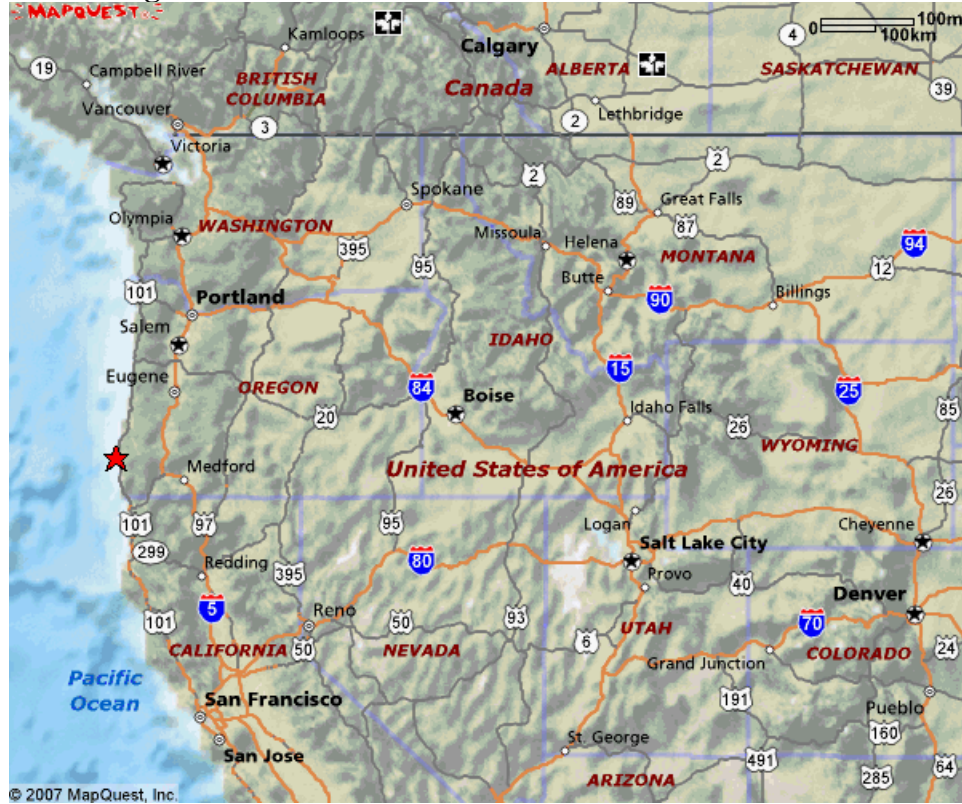 MAPQUEST
100m
0
100km
Kamloops
Calgary
4
ALBERTA
SASKATCHEWAN
19
Campbell River
BRITISH
COLUMBIA
Canada
39
Vancouver
Lethbridge
3
2
Victoria
2
2
Spokane
89
Great Falls
Olympia
WASHINGTON
87
395
Missoula
Helena
MONTANA
94
95
12
101
Butte
Portland
90
Billings
Salem
IDAHO
Eugene
OREGON
84
15
25
Boise
Idaho Falls
85
20
26
WYOMING
Medford
United States of America
26
101
97
95
Logan
Cheyenne
299
Salt Lake City
Redding
80
395
Provo
40
Denver
5
Reno
101
50
93
70
UTAH
CALIFORNIA
50
NEVADA
6
COLORADO
24
Grand Junction
Pacific
Ocean
San Francisco
191
Pueblo
160
San Jose
St. George
491
64
ARIZONA
285
© 2007 MapQuest, Inc.